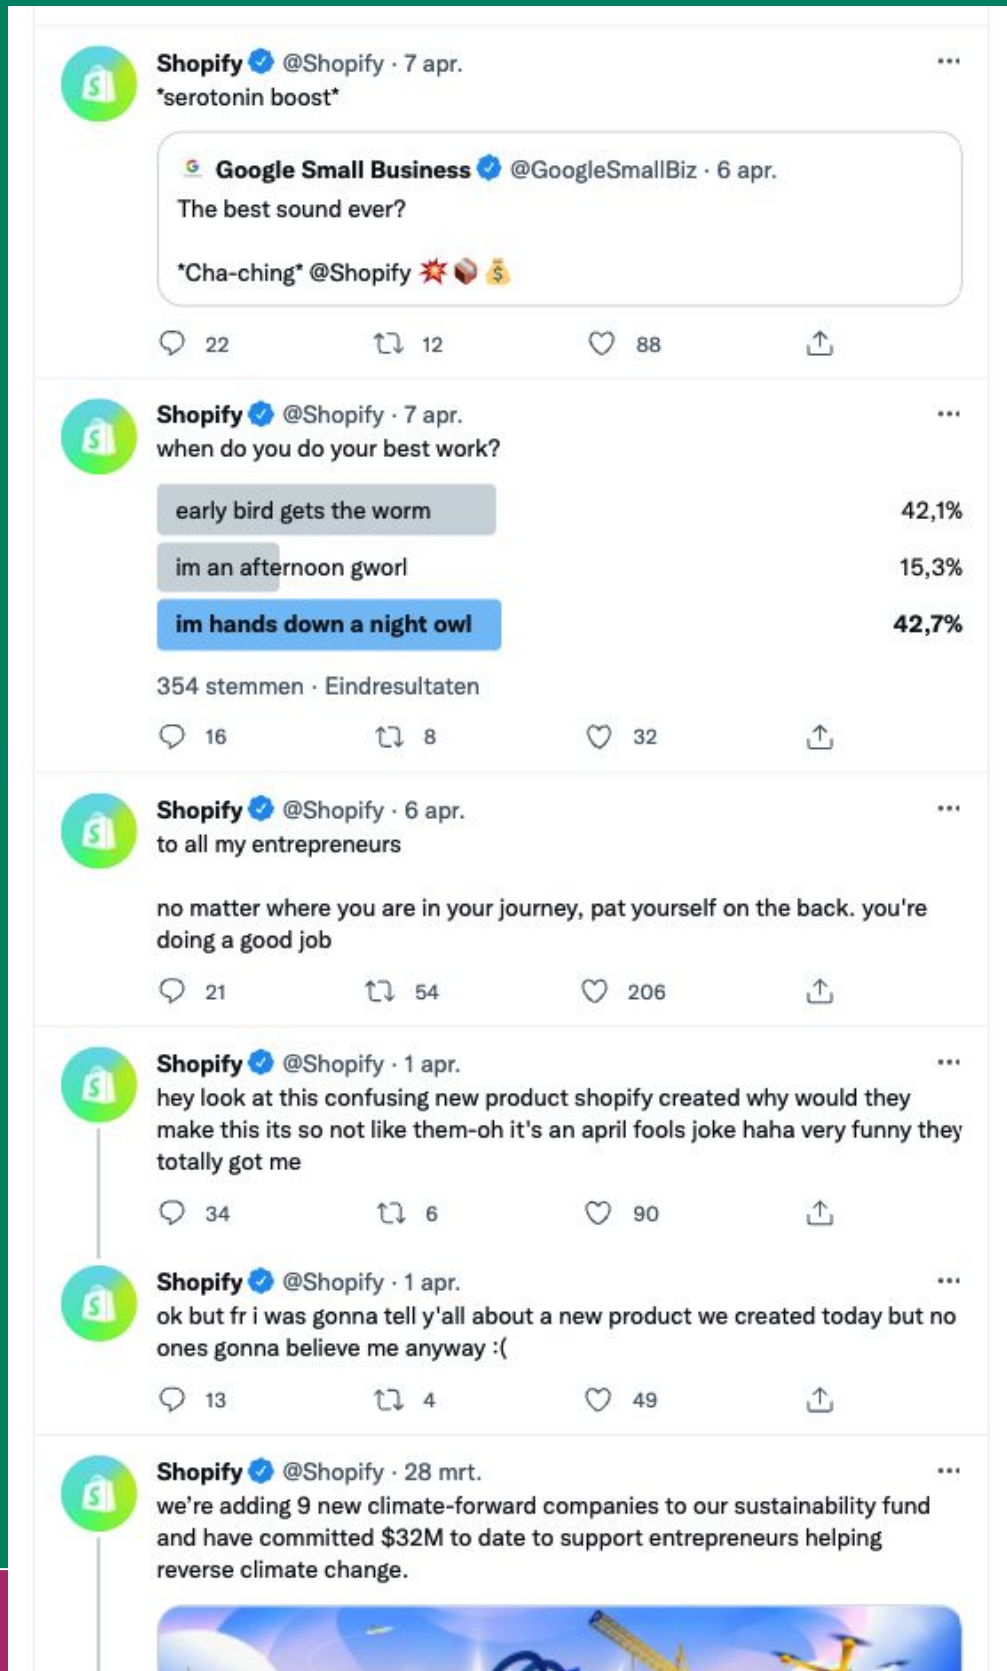 Shopify @Shopify · 7 apr.
*serotonin boost*
Google Small Business @GoogleSmallBiz · 6 apr.
The best sound ever?
*Cha-ching* @Shopify 💥📦💰
22 12 88
Shopify @Shopify · 7 apr.
when do you do your best work?
early bird gets the worm 42,1%
im an afternoon gworl 15,3%
im hands down a night owl 42,7%
354 stemmen · Eindresultaten
16 8 32
Shopify @Shopify · 6 apr.
to all my entrepreneurs
no matter where you are in your journey, pat yourself on the back. you're
doing a good job
21 54 206
Shopify @Shopify · 1 apr.
hey look at this confusing new product shopify created why would they
make this its so not like them-oh it's an april fools joke haha very funny they
totally got me
34 6 90
Shopify @Shopify · 1 apr.
ok but fr i was gonna tell y'all about a new product we created today but no
ones gonna believe me anyway :(
13 4 49
Shopify @Shopify · 28 mrt.
we’re adding 9 new climate-forward companies to our sustainability fund
and have committed $32M to date to support entrepreneurs helping
reverse climate change.